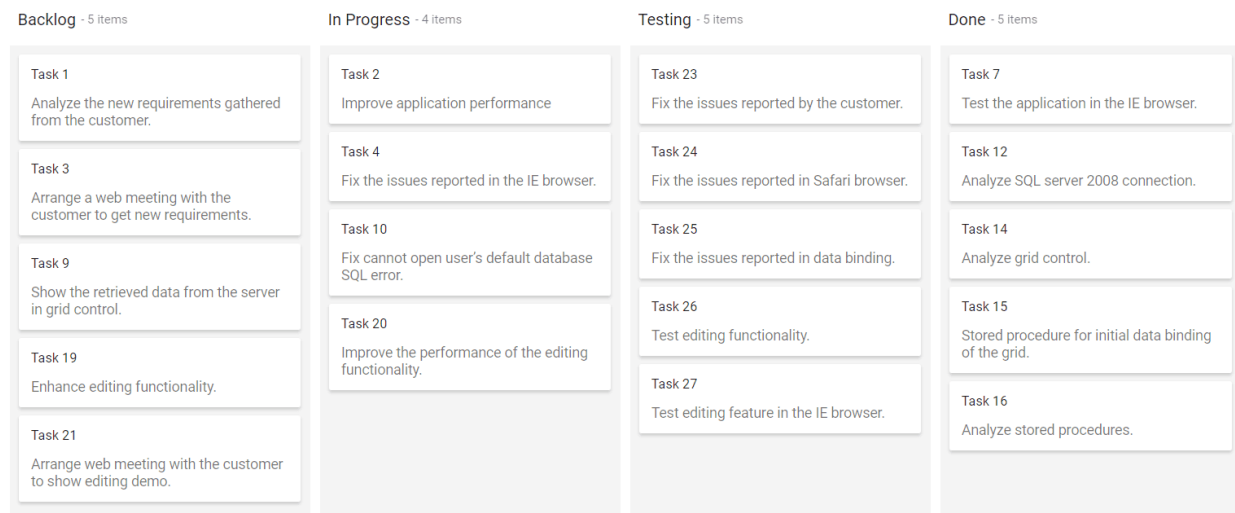 Backlog - 5 items
Task 1
Analyze the new requirements gathered
from the customer.
Task 3
Arrange a web meeting with the
customer to get new requirements.
Task 9
Show the retrieved data from the server
in grid control.
Task 19
Enhance editing functionality.
Task 21
Arrange web meeting with the customer
to show editing demo.
In Progress - 4 items
Task 2
Improve application performance
Task 4
Fix the issues reported in the IE browser.
Task 10
Fix cannot open user's default database
SQL error.
Task 20
Improve the performance of the editing
functionality.
Testing - 5 items
Task 23
Fix the issues reported by the customer.
Task 24
Fix the issues reported in Safari browser.
Task 25
Fix the issues reported in data binding.
Task 26
Test editing functionality.
Task 27
Test editing feature in the IE browser.
Done - 5 items
Task 7
Test the application in the IE browser.
Task 12
Analyze SQL server 2008 connection.
Task 14
Analyze grid control.
Task 15
Stored procedure for initial data binding
of the grid.
Task 16
Analyze stored procedures.